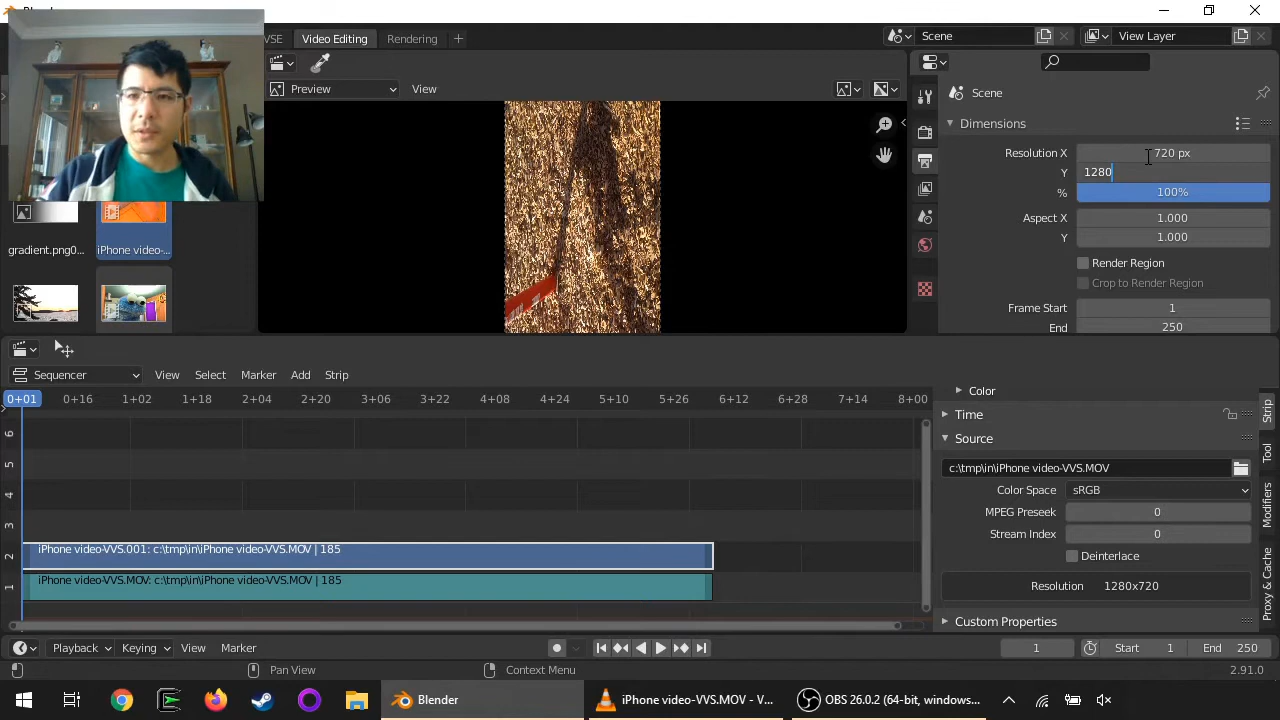 VSE
Video Editing
Rendering
Scene
View Layer
Preview
View
Scene
Dimensions
Resolution X
720 px
Y
1280
%
100%
Aspect X
1.000
Y
1.000
Render Region
Crop to Render Region
Frame Start
1
End
250
gradient.png0...
iPhone video-...
Sequencer
View
Select
Marker
Add
Strip
0+01
0+16
1+02
1+18
2+04
2+20
3+06
3+22
4+08
4+24
5+10
5+26
6+12
6+28
7+14
8+00
6
5
4
3
2
1
iPhone video-VVS.001: c:\tmp\in\iPhone video-VVS.MOV | 185
iPhone video-VVS.MOV: c:\tmp\in\iPhone video-VVS.MOV | 185
Color
Time
Source
c:\tmp\in\iPhone video-VVS.MOV
Color Space
sRGB
MPEG Preseek
0
Stream Index
0
Deinterlace
Resolution
1280x720
Custom Properties
Strip
Tool
Modifiers
Proxy & Cache
Playback
Keying
View
Marker
1
Start
1
End
250
Pan View
Context Menu
2.91.0
Blender
iPhone video-VVS.MOV - V...
OBS 26.0.2 (64-bit, windows...